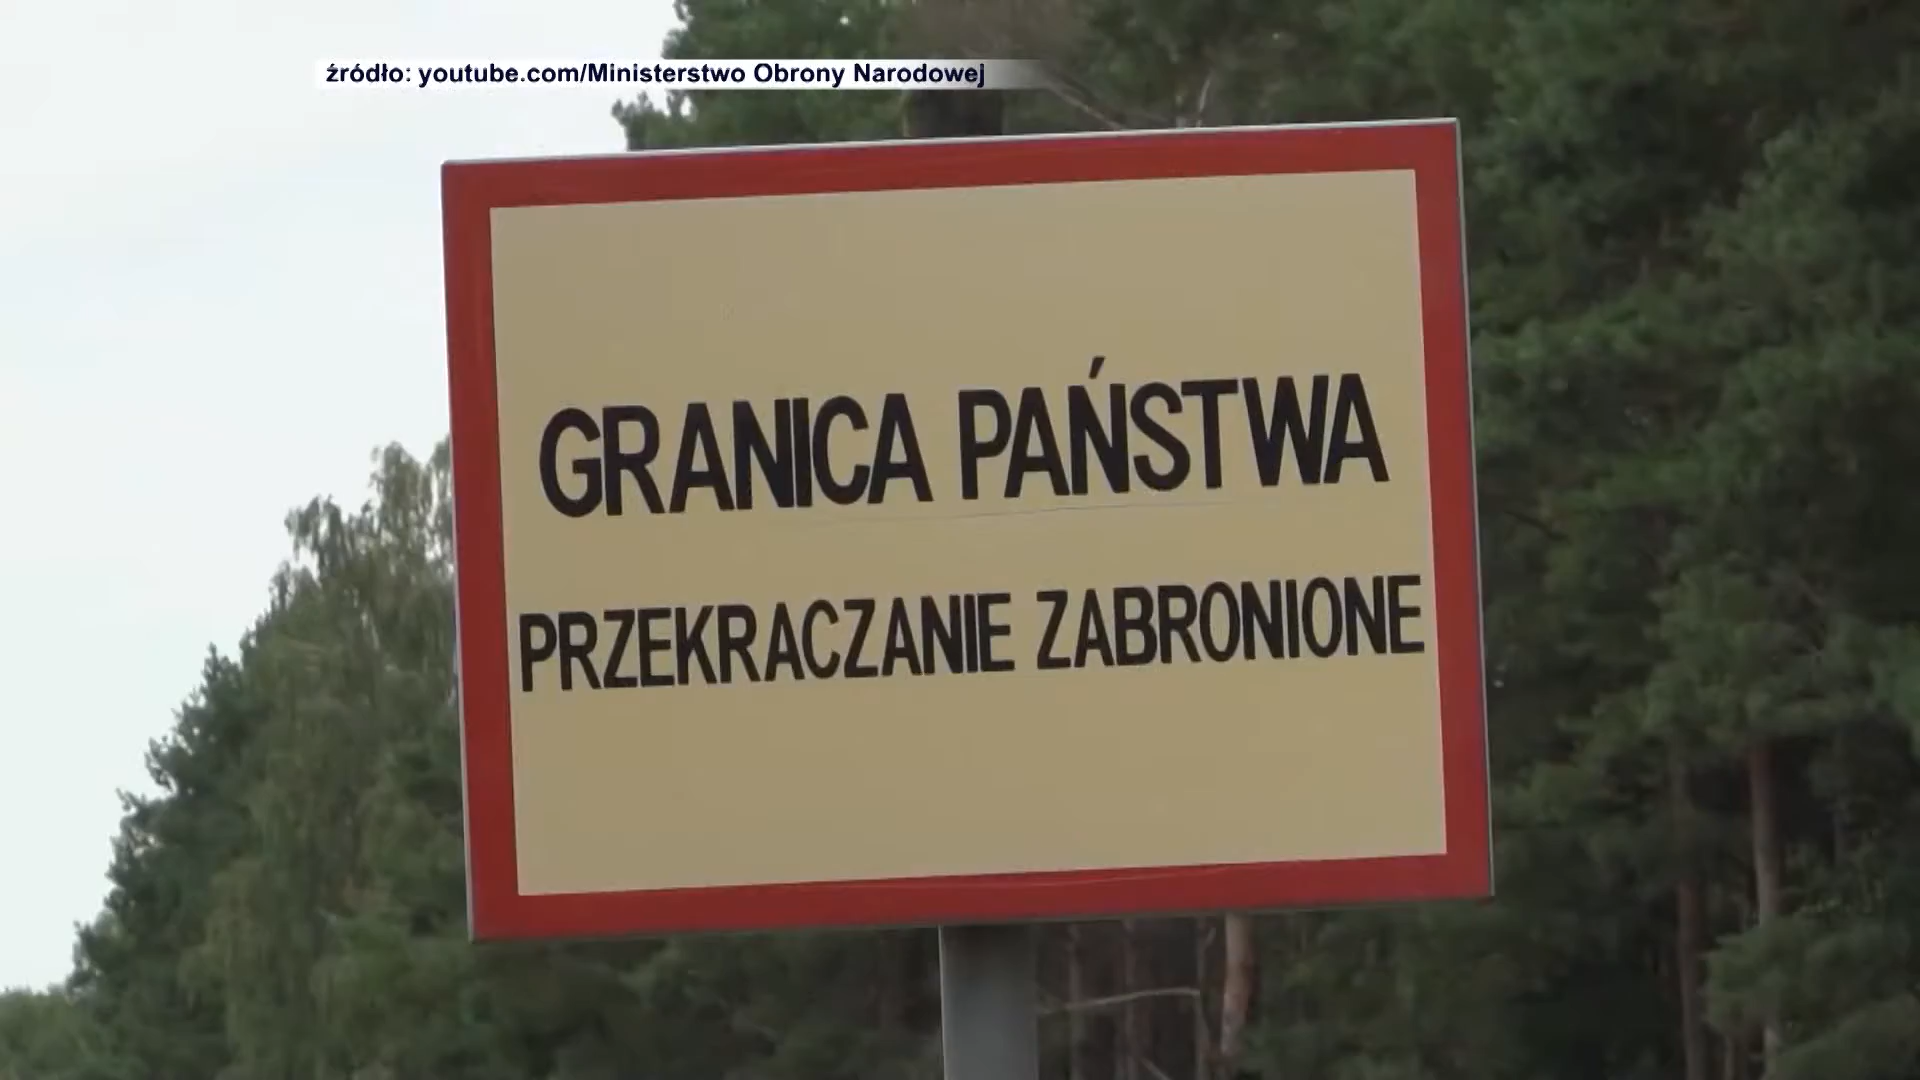 źródło: youtube.com/Ministerstwo Obrony Narodowej
GRANICA PAŃSTWA
PRZEKRACZANIE ZABRONIONE